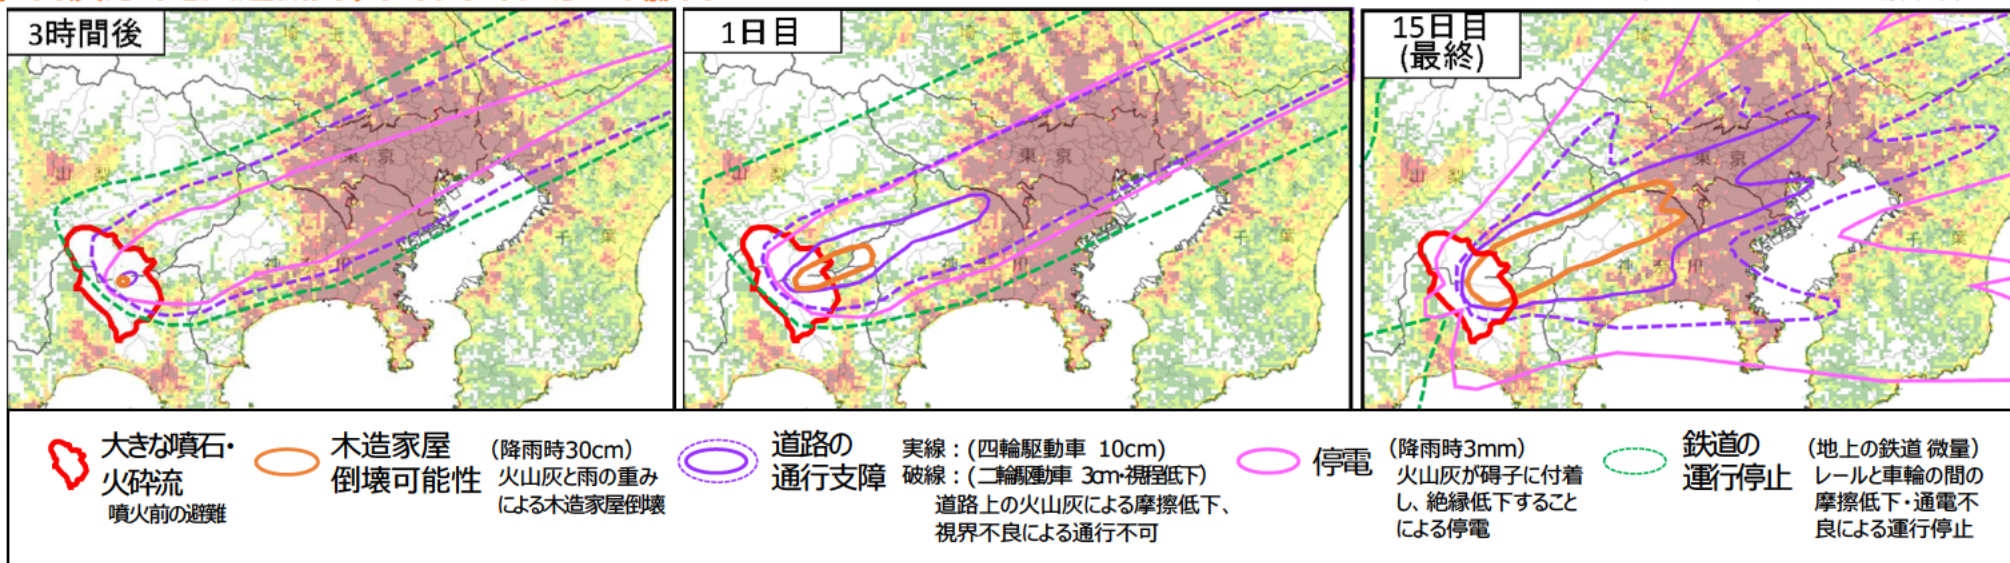 3時間後
埼 玉
山 梨
東 京
千 葉
1日目
埼 玉
山 梨
東 京
千 葉
15日目
(最終)
埼 玉
山 梨
東 京
神 奈 川
千 葉
大きな噴石・
火砕流
噴火前の避難
木造家屋
倒壊可能性
(降雨時30cm)
火山灰と雨の重み
による木造家屋倒壊
道路の
通行支障
実線：(四輪駆動車 10cm)
破線：(二輪駆動車 3cm・視程低下)
道路上の火山灰による摩擦低下、
視界不良による通行不可
停電
(降雨時3mm)
火山灰が碍子に付着
し、絶縁低下すること
による停電
鉄道の
運行停止
(地上の鉄道 微量)
レールと車輪の間の
摩擦低下・通電不
良による運行停止